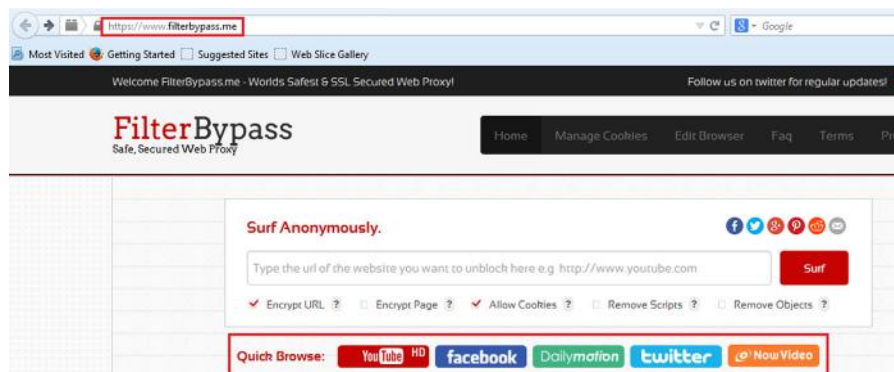 https://www.filterbypass.me Google
Most Visited Getting Started Suggested Sites Web Slice Gallery
Welcome FilterBypass.me - Worlds Safest & SSL Secured Web Proxy! Follow us on twitter for regular updates!
FilterBypass
Safe, Secured Web Proxy
Home Manage Cookies Edit Browser Faq Terms
Surf Anonymously.
Type the url of the website you want to unblock here e.g http://www.youtube.com Surf
Encrypt URL ? Encrypt Page ? Allow Cookies ? Remove Scripts ? Remove Objects ?
Quick Browse: YouTube HD facebook Dailymotion twitter NowVideo